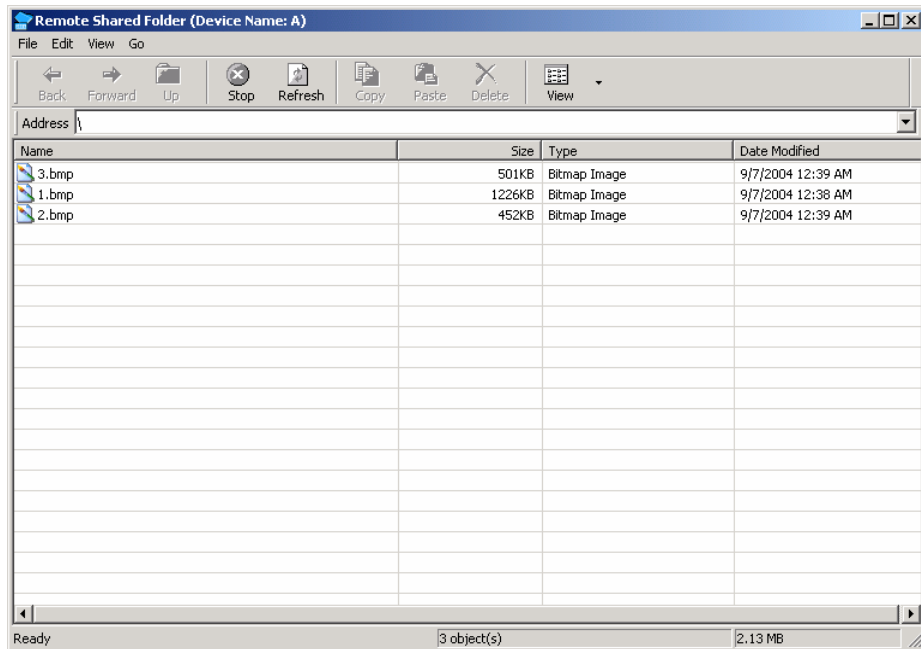 Remote Shared Folder (Device Name: A)
File Edit View Go
Back Forward Up Stop Refresh Copy Paste Delete View
Address \
Name Size Type Date Modified
3.bmp 501KB Bitmap Image 9/7/2004 12:39 AM
1.bmp 1226KB Bitmap Image 9/7/2004 12:38 AM
2.bmp 452KB Bitmap Image 9/7/2004 12:39 AM
Ready 3 object(s) 2.13 MB